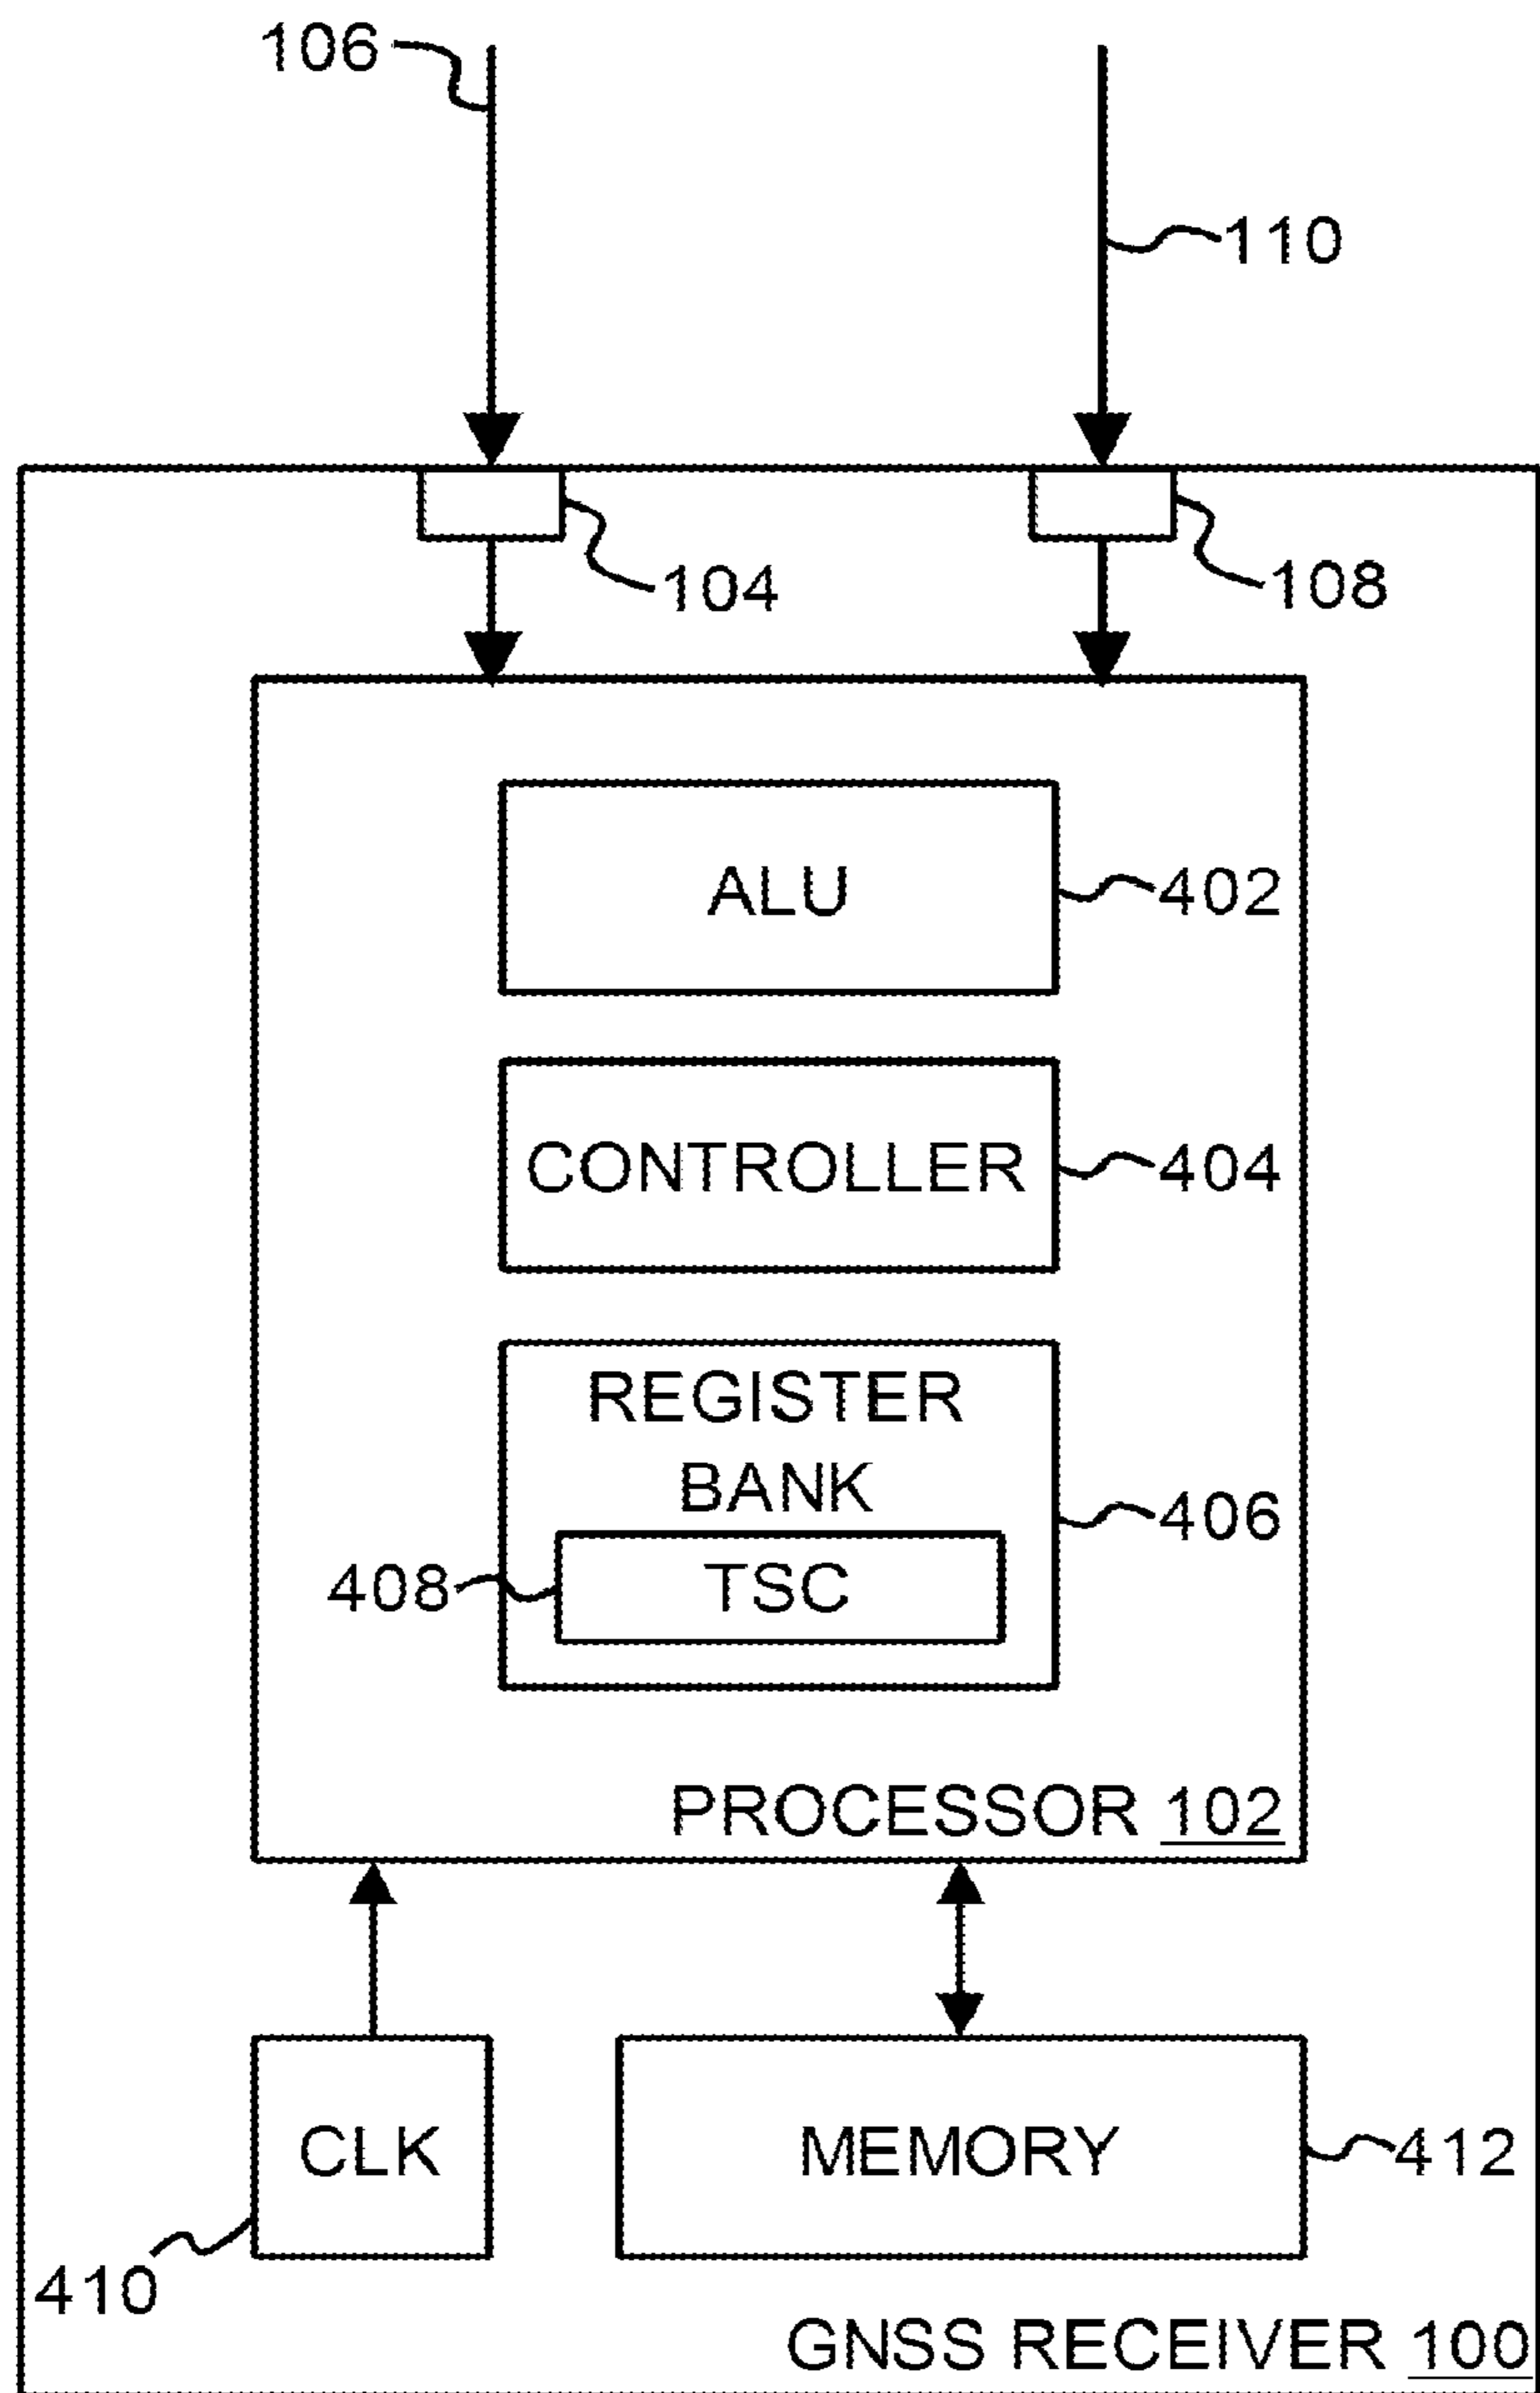 106
110
104
108
ALU
402
CONTROLLER
404
REGISTER
BANK
406
408
TSC
PROCESSOR 102
CLK
MEMORY
412
410
GNSS RECEIVER 100